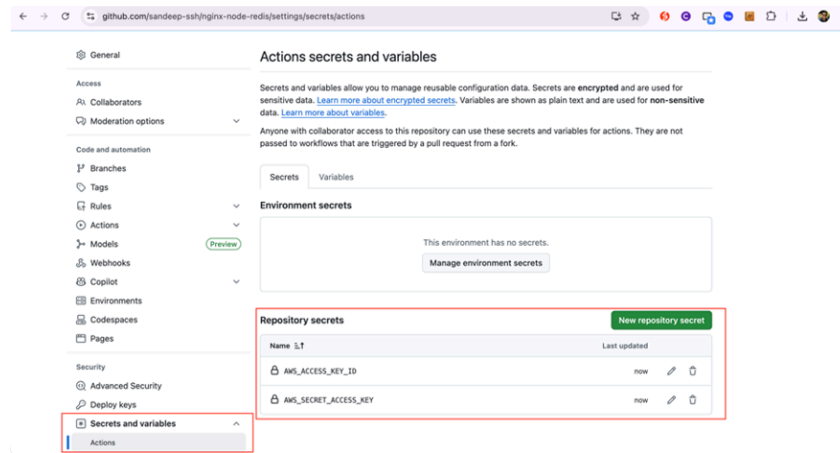 github.com/sandeep-ssh/nginx-node-redis/settings/secrets/actions
General
Access
Collaborators
Moderation options
Code and automation
Branches
Tags
Rules
Actions
Models Preview
Webhooks
Copilot
Environments
Codespaces
Pages
Security
Advanced Security
Deploy keys
Secrets and variables
Actions
Actions secrets and variables
Secrets and variables allow you to manage reusable configuration data. Secrets are encrypted and are used for
sensitive data. Learn more about encrypted secrets. Variables are shown as plain text and are used for non-sensitive
data. Learn more about variables.
Anyone with collaborator access to this repository can use these secrets and variables for actions. They are not
passed to workflows that are triggered by a pull request from a fork.
Secrets Variables
Environment secrets
This environment has no secrets.
Manage environment secrets
Repository secrets New repository secret
Name Last updated
AWS_ACCESS_KEY_ID now
AWS_SECRET_ACCESS_KEY now